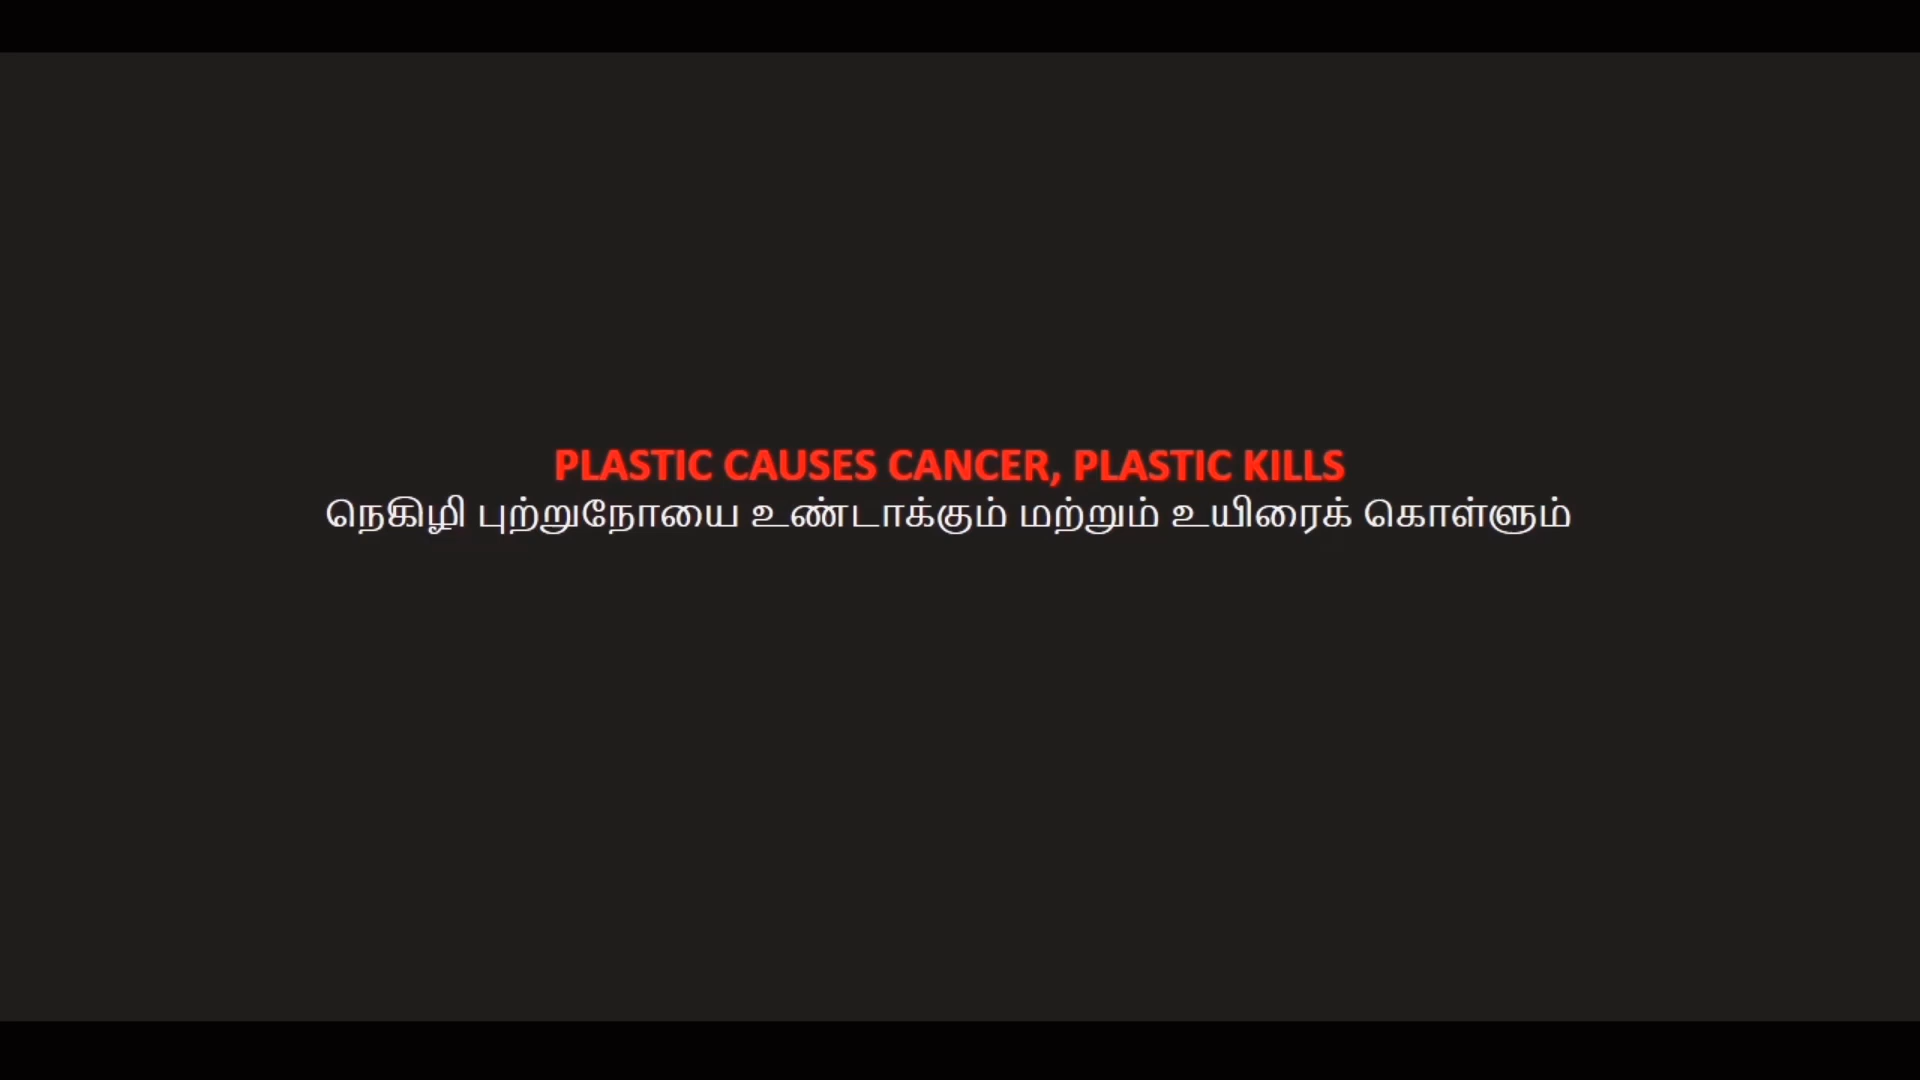 PLASTIC CAUSES CANCER, PLASTIC KILLS
நெகிழி புற்றுநோயை உண்டாக்கும் மற்றும் உயிரைக் கொள்ளும்